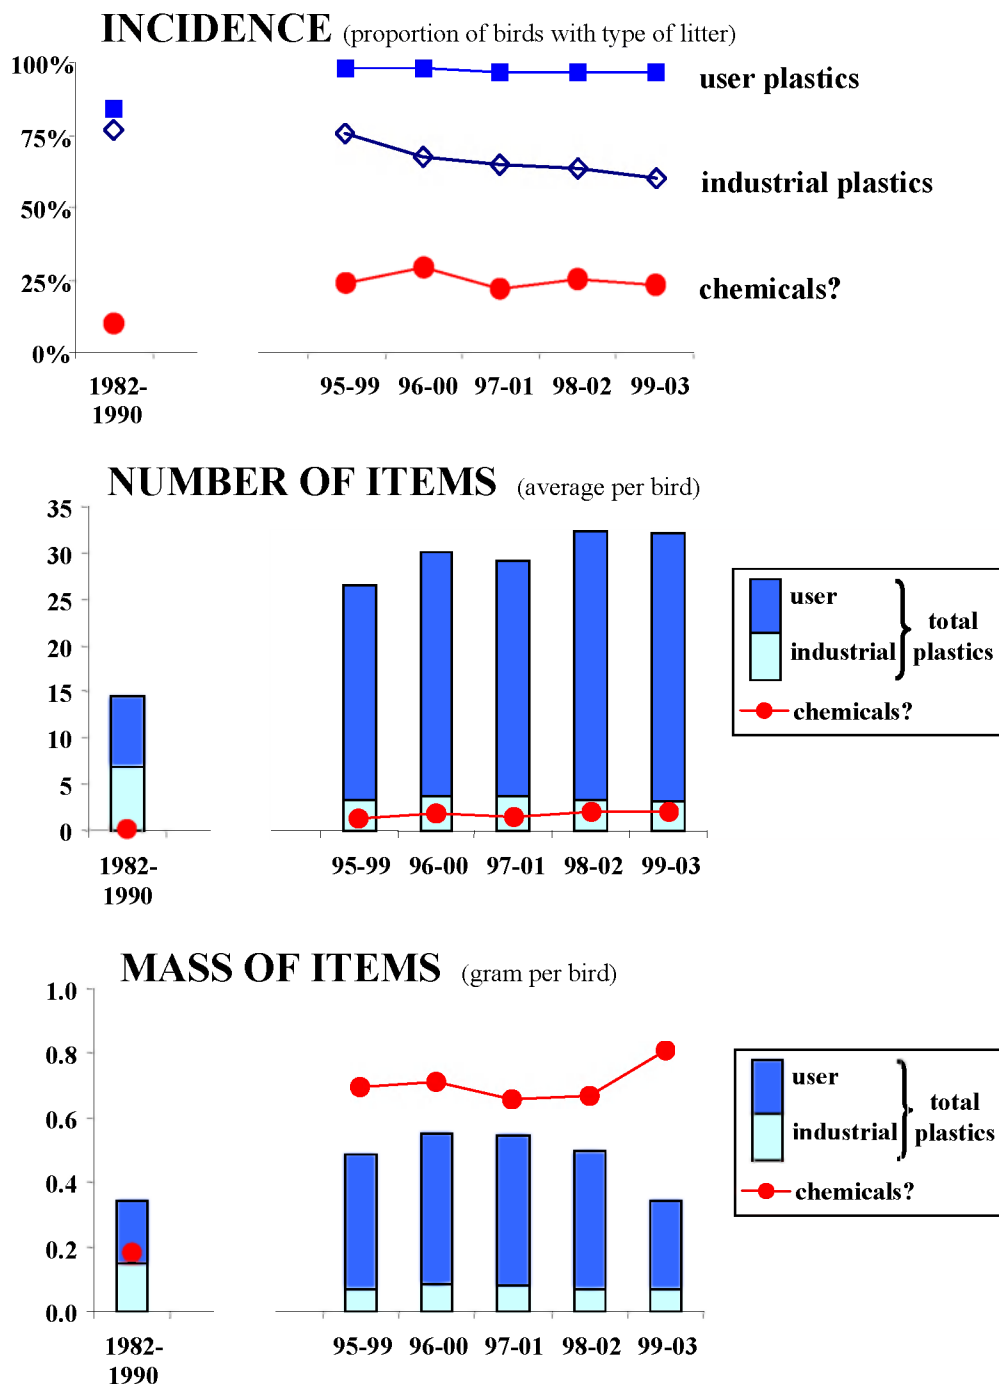 INCIDENCE (proportion of birds with type of litter)
100%
75%
50%
25%
0%
user plastics
industrial plastics
chemicals?
1982-
1990
95-99 96-00 97-01 98-02 99-03
NUMBER OF ITEMS (average per bird)
35
30
25
20
15
10
5
0
user
industrial
total
plastics
chemicals?
1982-
1990
95-99 96-00 97-01 98-02 99-03
MASS OF ITEMS (gram per bird)
1.0
0.8
0.6
0.4
0.2
0.0
user
industrial
total
plastics
chemicals?
1982-
1990
95-99 96-00 97-01 98-02 99-03